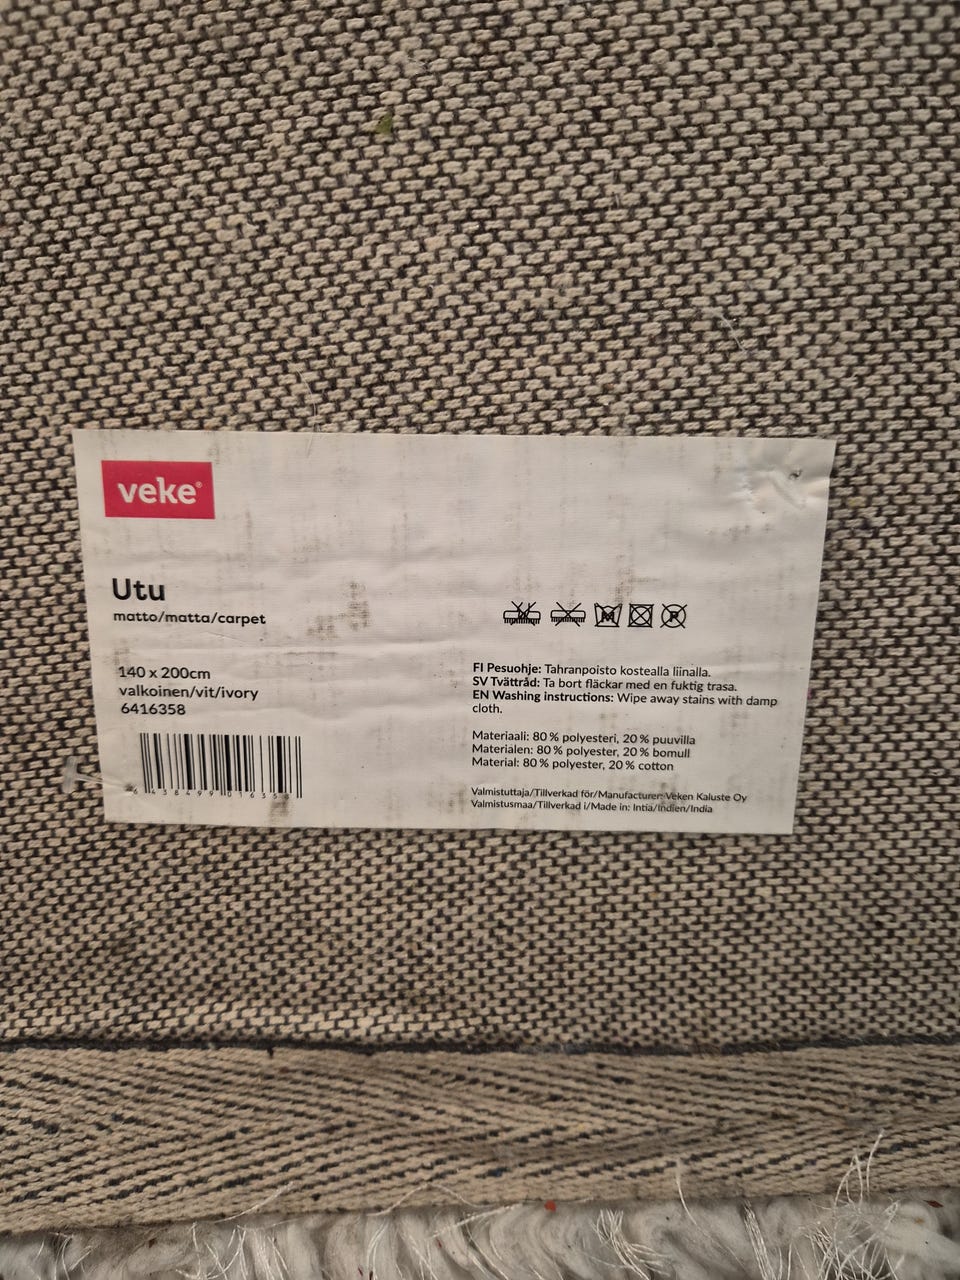 veke®
Utu
matto/matta/carpet
140 x 200cm
valkoinen/vit/ivory
6416358
FI Pesuohje: Tahranpoisto kostealla liinalla.
SV Tvättråd: Ta bort fläckar med en fuktig trasa.
EN Washing instructions: Wipe away stains with damp
cloth.
Materiaali: 80 % polyesteri, 20 % puuvilla
Materialen: 80 % polyester, 20 % bomull
Material: 80 % polyester, 20 % cotton
Valmistuttaja/Tillverkad för/Manufacturer: Veken Kaluste Oy
Valmistusmaa/Tillverkad i/Made in: Intia/Indien/India